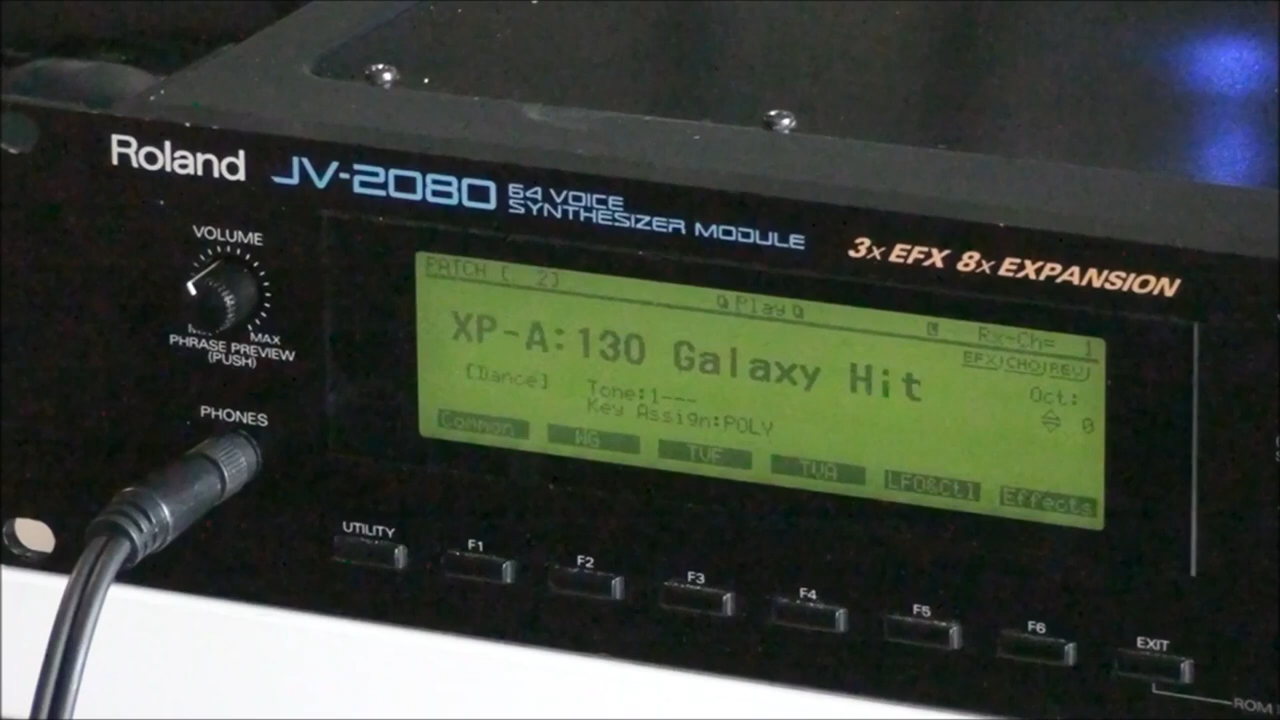 Roland JV-2080 64 VOICE
SYNTHESIZER MODULE
3x EFX 8x EXPANSION
VOLUME
MAX
PHRASE PREVIEW
(PUSH)
PHONES
PATCH ( 2)
Play
Rx-Ch= 1
XP-A:130 Galaxy Hit
EFX|CHO|REV
[Dance]
Tone:1---
Key Assign:POLY
Oct:
0
Common WG TVF TVA LFO&Ctl Effects
UTILITY F1 F2 F3 F4 F5 F6 EXIT
ROM